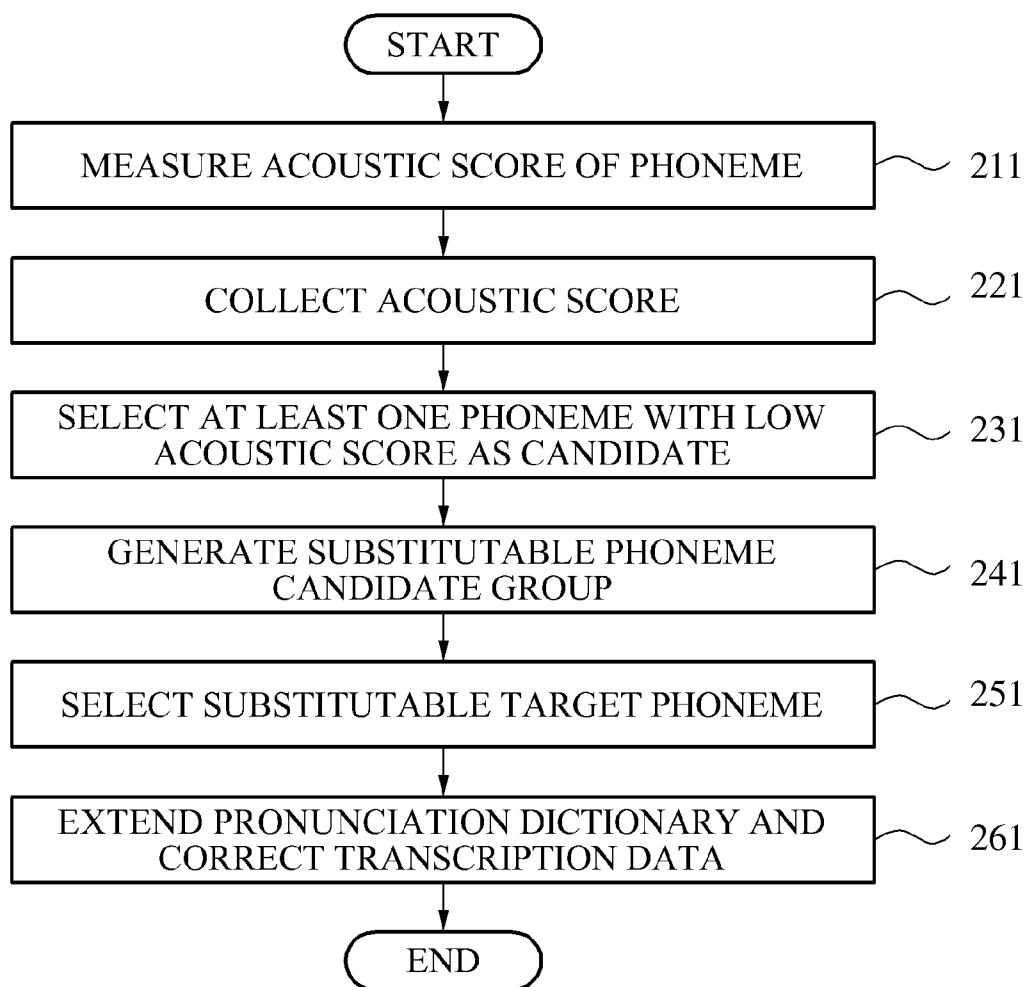 START
MEASURE ACOUSTIC SCORE OF PHONEME
211
COLLECT ACOUSTIC SCORE
221
SELECT AT LEAST ONE PHONEME WITH LOW
ACOUSTIC SCORE AS CANDIDATE
231
GENERATE SUBSTITUTABLE PHONEME
CANDIDATE GROUP
241
SELECT SUBSTITUTABLE TARGET PHONEME
251
EXTEND PRONUNCIATION DICTIONARY AND
CORRECT TRANSCRIPTION DATA
261
END